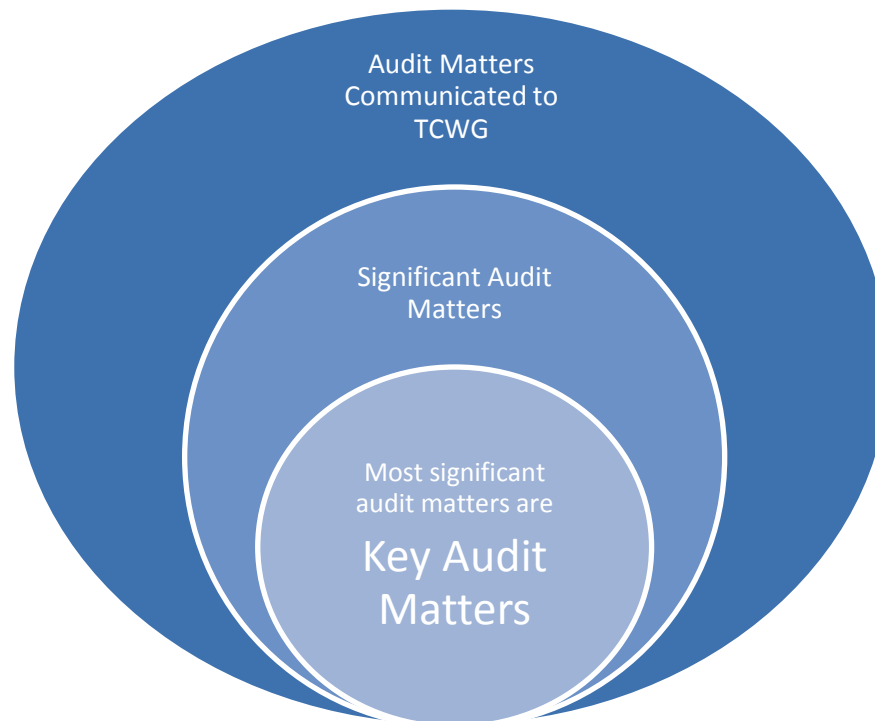 Audit Matters
Communicated to
TCWG
Significant Audit
Matters
Most significant
audit matters are
Key Audit
Matters